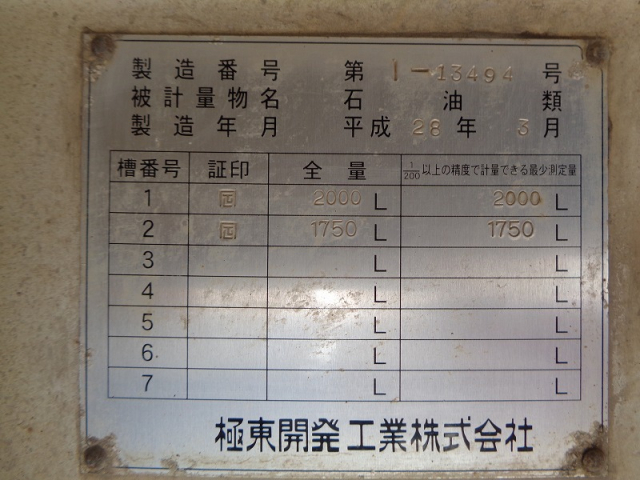 製造番号 第 1-13494 号
被計量物名 石油類
製造年月 平成 28 年 3 月
槽番号 証印 全量 1/200以上の精度で計量できる最少測定量
1 2000 L 2000 L
2 1750 L 1750 L
3 L L
4 L L
5 L L
6 L L
7 L L
極東開発工業株式会社